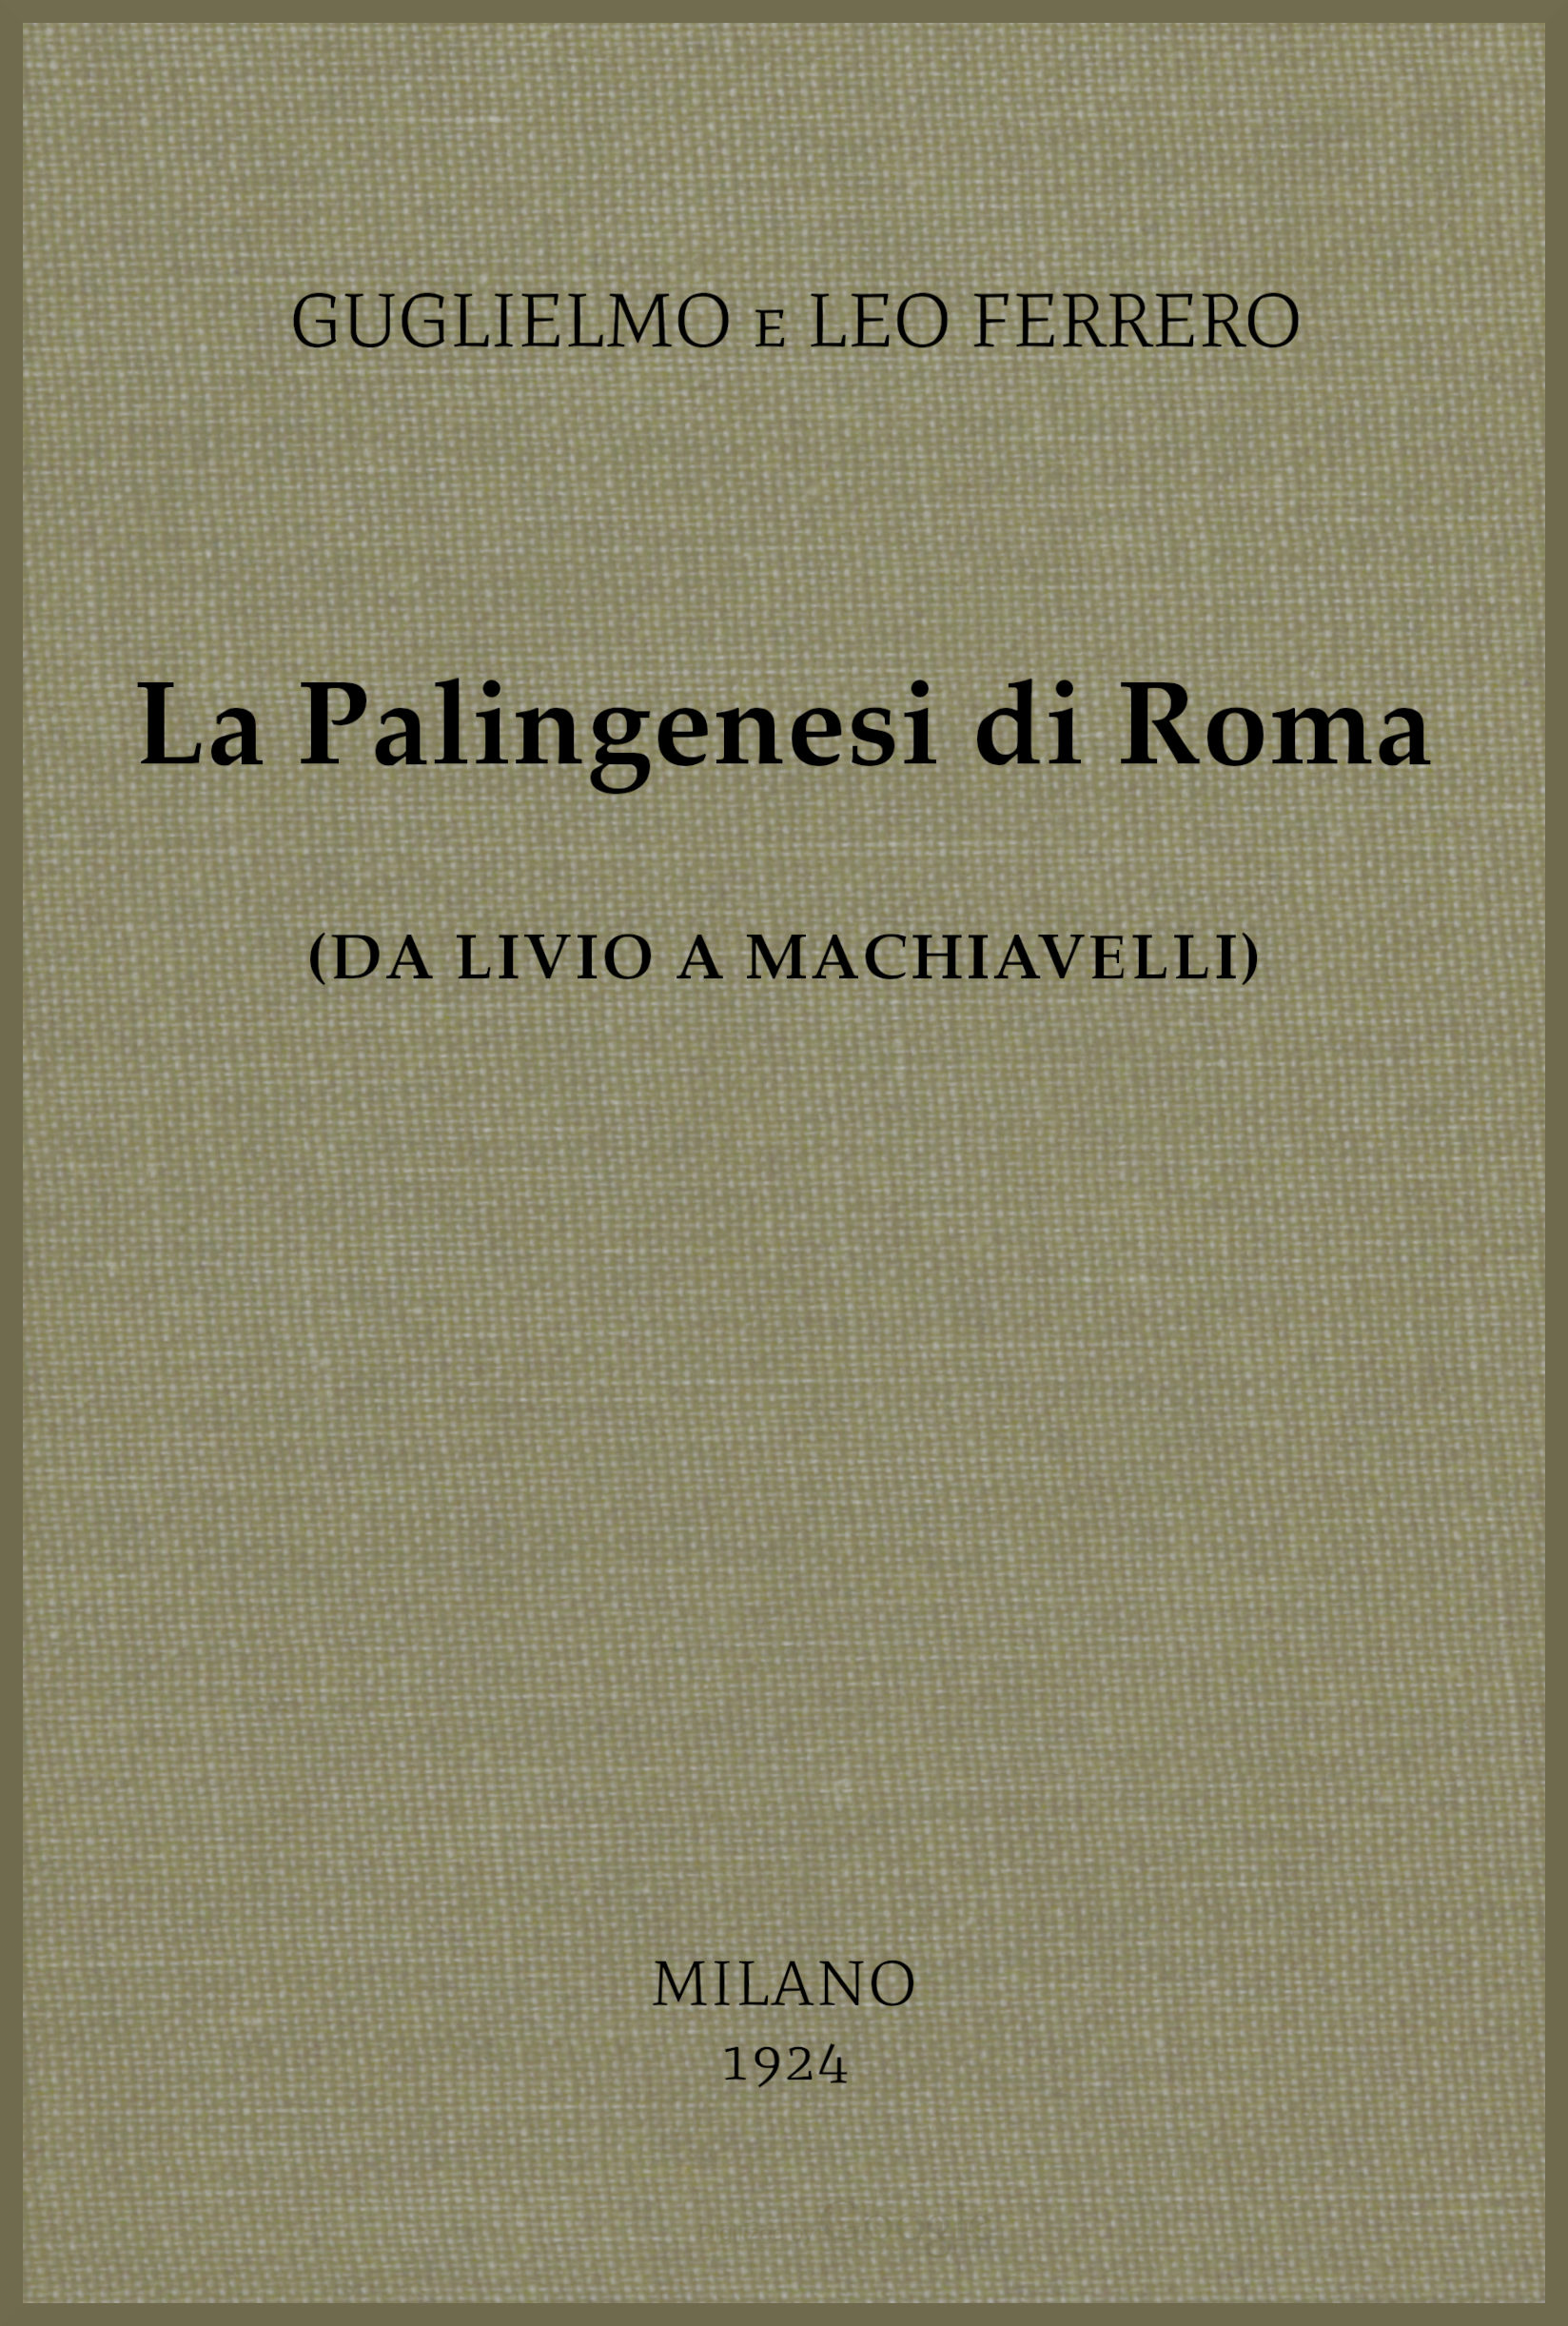 GUGLIELMO E LEO FERRERO
La Palingenesi di Roma
(DA LIVIO A MACHIAVELLI)
MILANO
1924